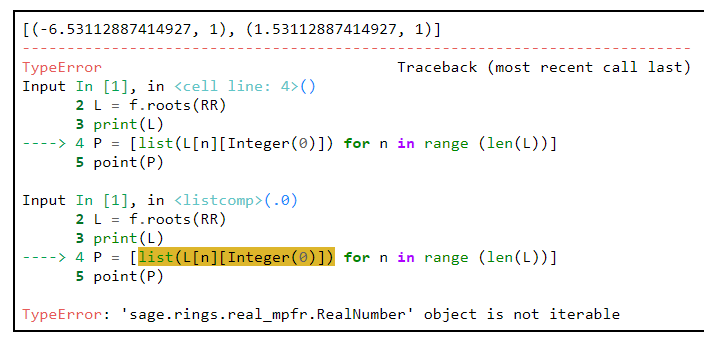 [(-6.53112887414927, 1), (1.53112887414927, 1)]
---------------------------------------------------------------------------
TypeError                                 Traceback (most recent call last)
Input In [1], in <cell line: 4>()
      2 L = f.roots(RR)
      3 print(L)
----> 4 P = [list(L[n][Integer(0)]) for n in range (len(L))]
      5 point(P)
Input In [1], in <listcomp>(.0)
      2 L = f.roots(RR)
      3 print(L)
----> 4 P = [list(L[n][Integer(0)]) for n in range (len(L))]
      5 point(P)
TypeError: 'sage.rings.real_mpfr.RealNumber' object is not iterable